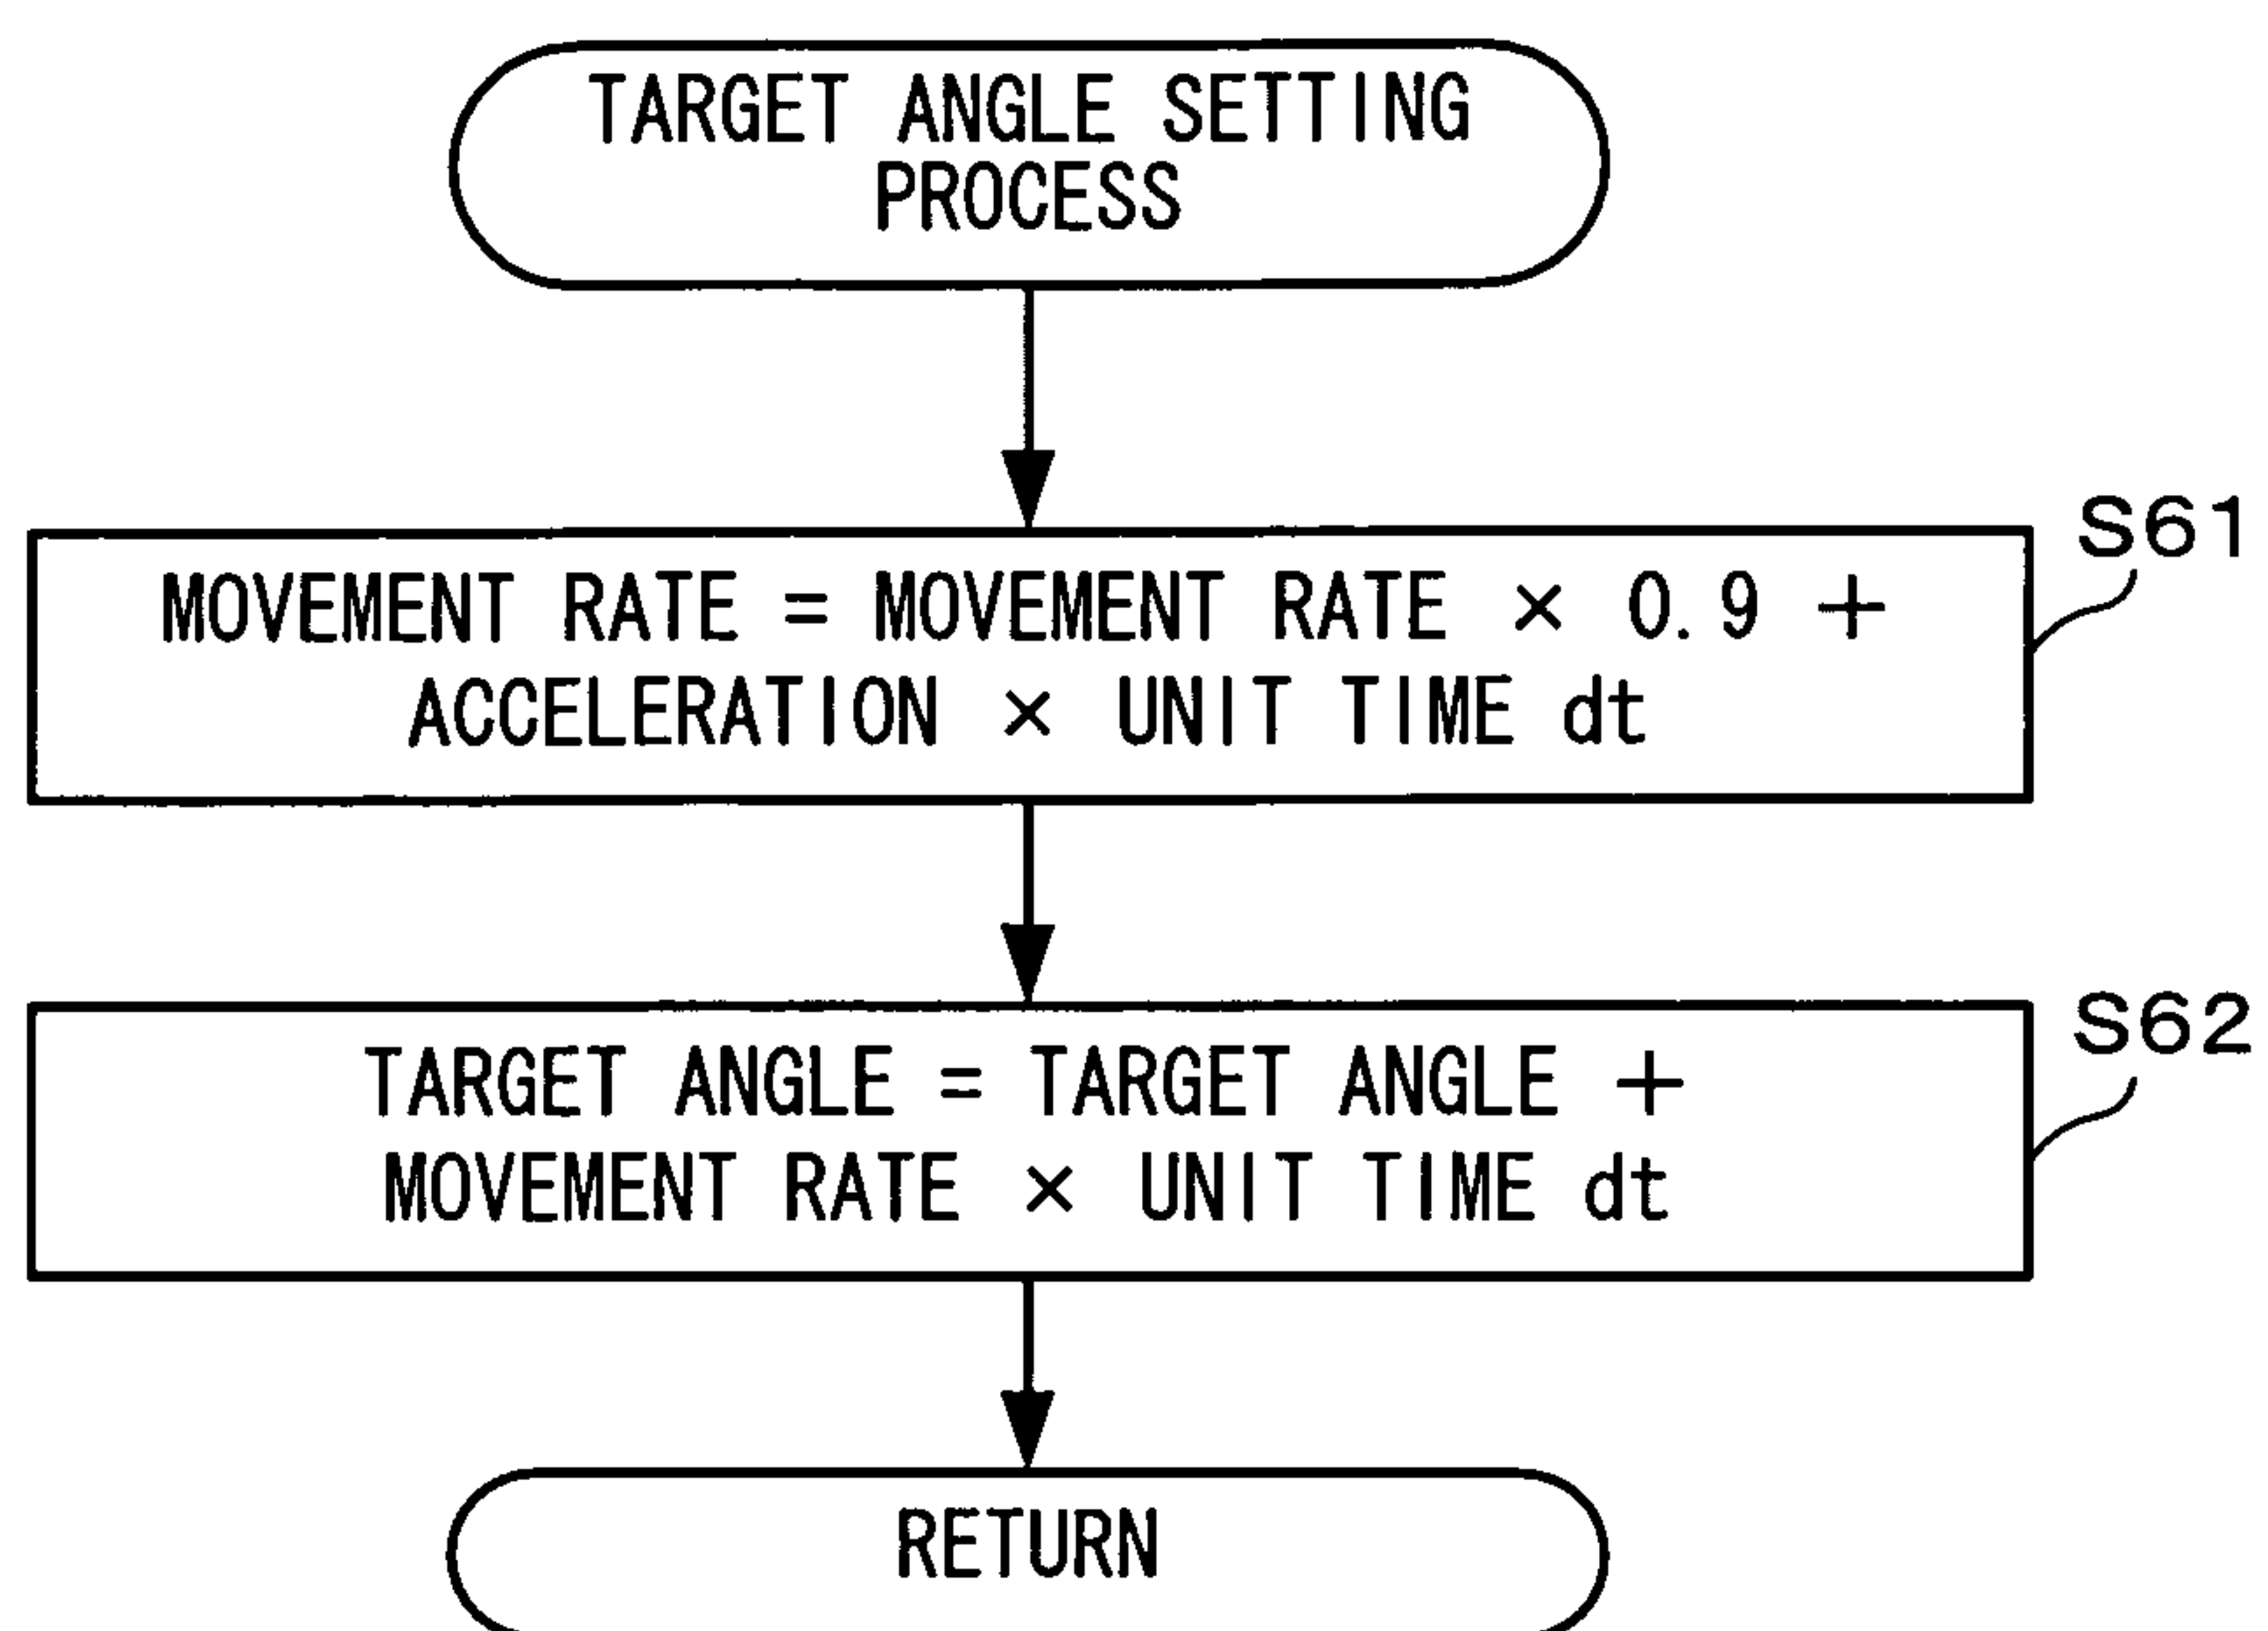 TARGET ANGLE SETTING
PROCESS
S61
MOVEMENT RATE = MOVEMENT RATE × 0.9 +
ACCELERATION × UNIT TIME dt
S62
TARGET ANGLE = TARGET ANGLE +
MOVEMENT RATE × UNIT TIME dt
RETURN